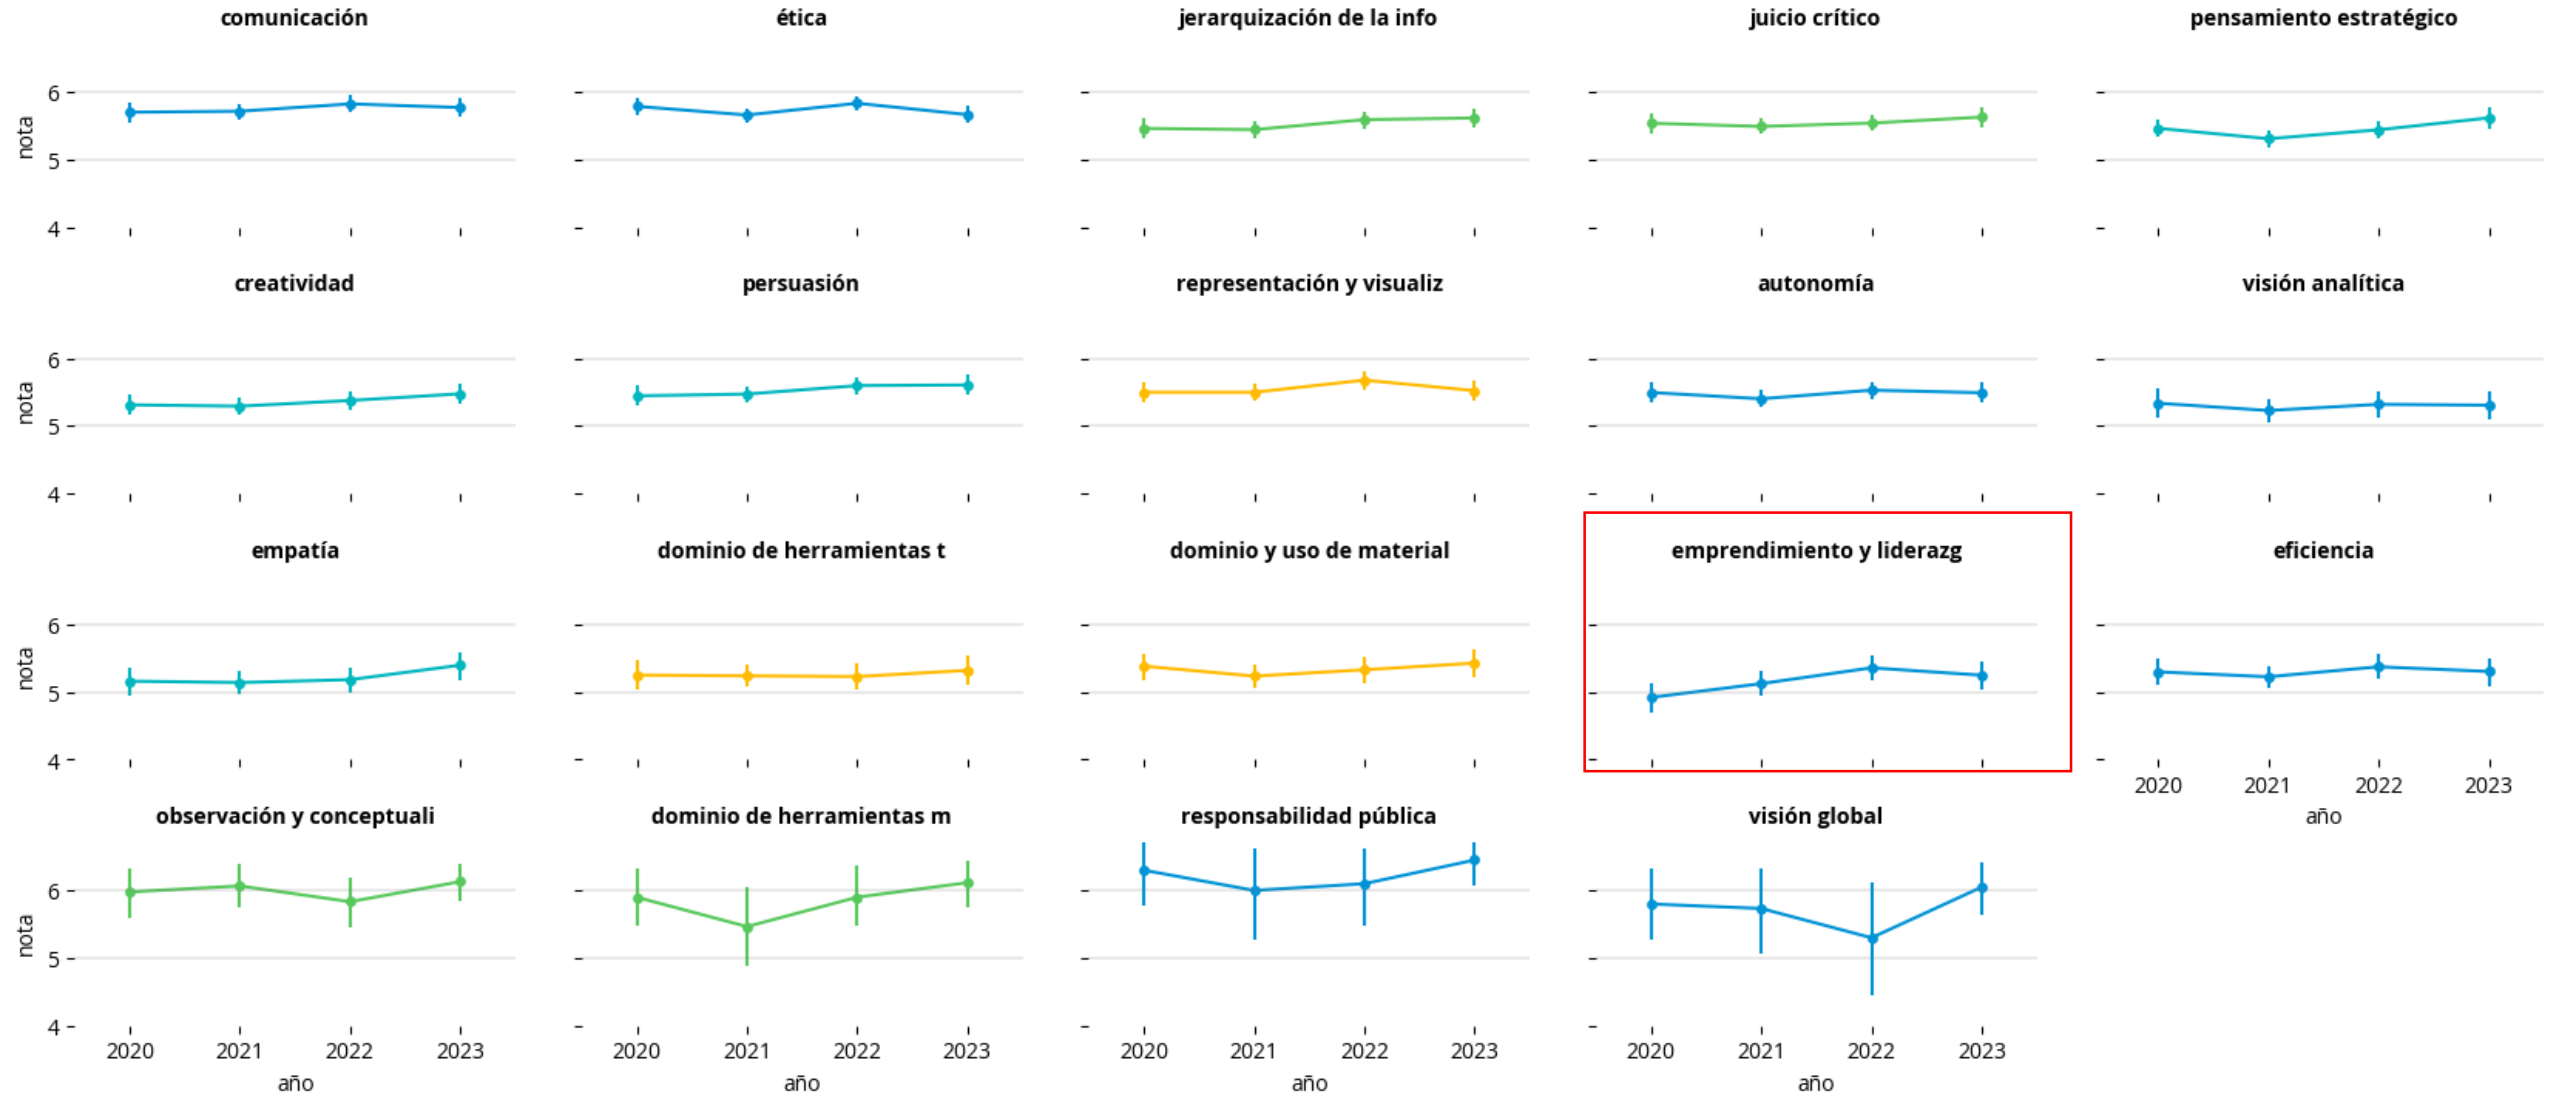 comunicación
ética
jerarquización de la info
juicio crítico
pensamiento estratégico
nota
6
5
4
creatividad
persuasión
representación y visualiz
autonomía
visión analítica
nota
6
5
4
empatía
dominio de herramientas t
dominio y uso de material
emprendimiento y liderazg
eficiencia
nota
6
5
4
2020 2021 2022 2023
año
observación y conceptuali
dominio de herramientas m
responsabilidad pública
visión global
nota
6
5
4
2020 2021 2022 2023
año
2020 2021 2022 2023
año
2020 2021 2022 2023
año
2020 2021 2022 2023
año